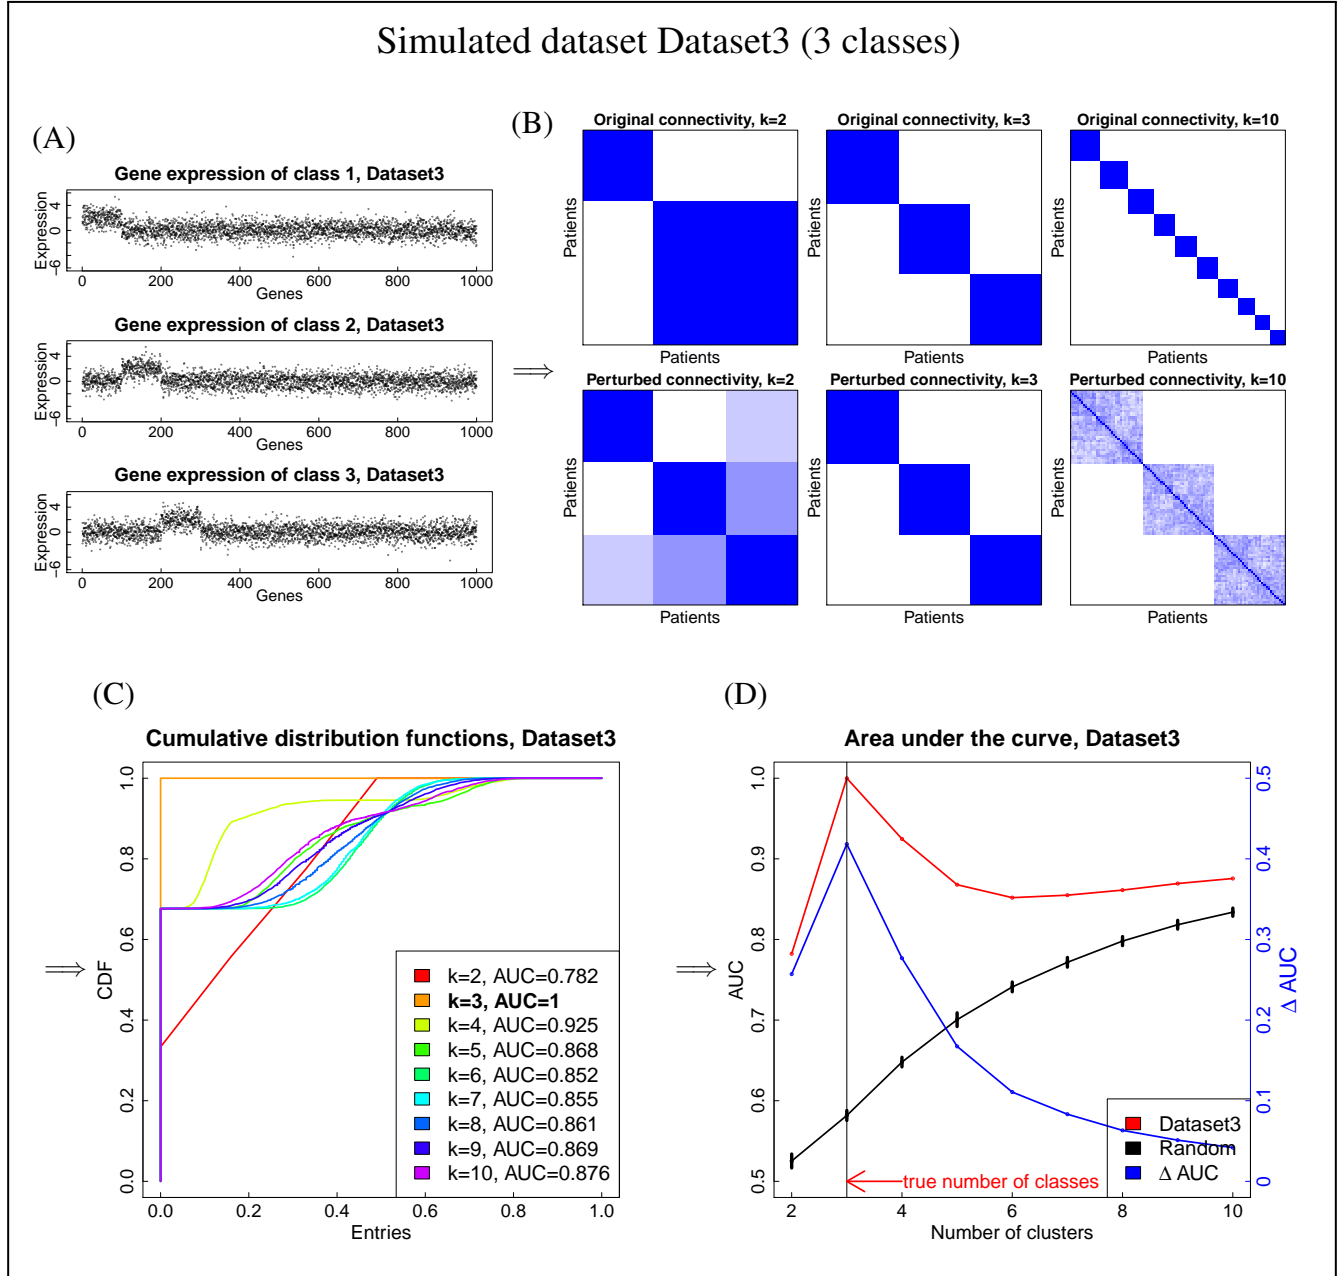 Simulated dataset Dataset3 (3 classes)
(A)
Gene expression of class 1, Dataset3
Expression
4
0
−6
0 200 400 600 800 1000
Genes
Gene expression of class 2, Dataset3
Expression
4
0
−6
0 200 400 600 800 1000
Genes
Gene expression of class 3, Dataset3
Expression
4
0
−6
0 200 400 600 800 1000
Genes
⇒
(B)
Original connectivity, k=2
Patients
Patients
Original connectivity, k=3
Patients
Patients
Original connectivity, k=10
Patients
Patients
Perturbed connectivity, k=2
Patients
Patients
Perturbed connectivity, k=3
Patients
Patients
Perturbed connectivity, k=10
Patients
Patients
⇒
(C)
Cumulative distribution functions, Dataset3
CDF
1.0
0.8
0.6
0.4
0.2
0.0
k=2, AUC=0.782
k=3, AUC=1
k=4, AUC=0.925
k=5, AUC=0.868
k=6, AUC=0.852
k=7, AUC=0.855
k=8, AUC=0.861
k=9, AUC=0.869
k=10, AUC=0.876
0.0 0.2 0.4 0.6 0.8 1.0
Entries
⇒
(D)
Area under the curve, Dataset3
AUC
1.0
0.9
0.8
0.7
0.6
0.5
Δ AUC
0.5
0.4
0.3
0.2
0.1
0
Dataset3
Random
Δ AUC
true number of classes
2 4 6 8 10
Number of clusters